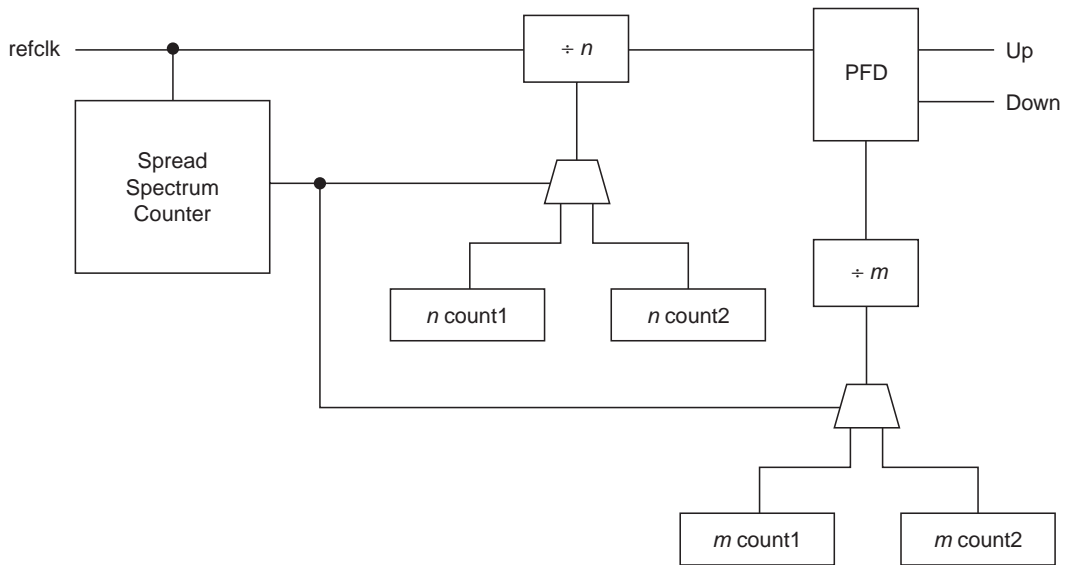 refclk
÷ n
PFD
Up
Down
Spread
Spectrum
Counter
÷ m
n count1
n count2
m count1
m count2